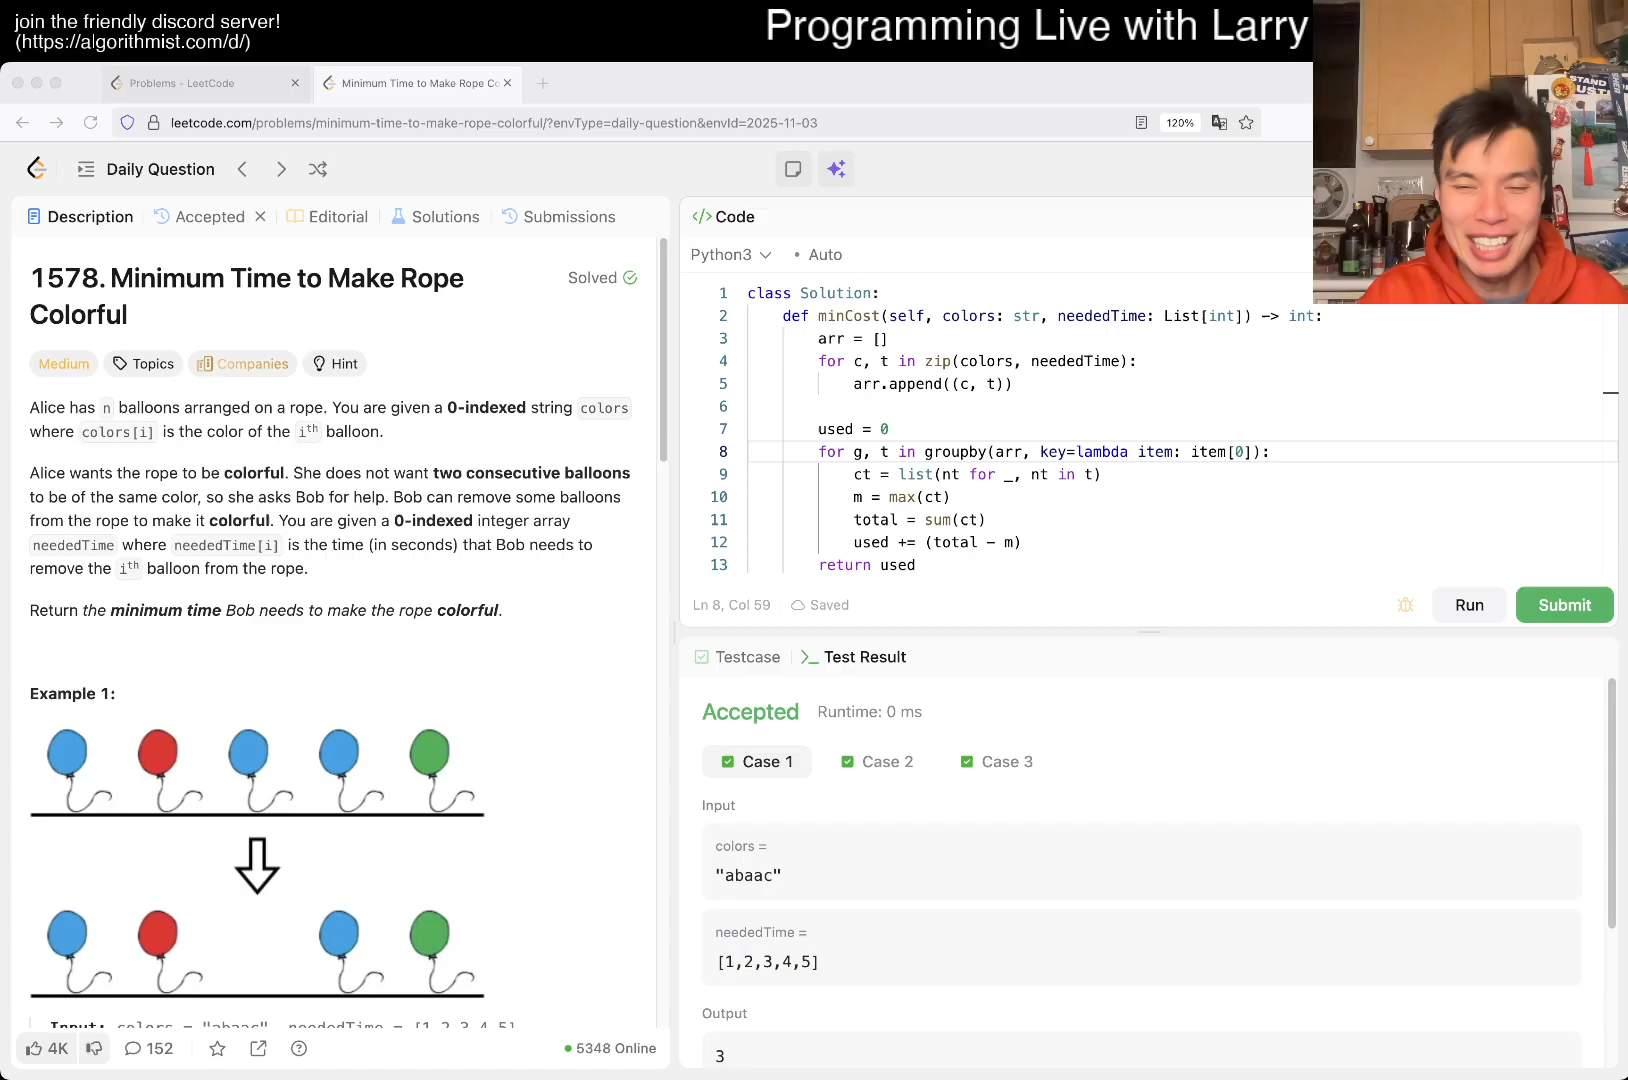 join the friendly discord server!
(https://algorithmist.com/d/)
Programming Live with Larry
Problems - LeetCode
Minimum Time to Make Rope Co
leetcode.com/problems/minimum-time-to-make-rope-colorful/?envType=daily-question&envId=2025-11-03
120%
Daily Question
Description
Accepted
Editorial
Solutions
Submissions
1578. Minimum Time to Make Rope
Colorful
Solved
Medium
Topics
Companies
Hint
Alice has n balloons arranged on a rope. You are given a 0-indexed string colors
where colors[i] is the color of the ith balloon.
Alice wants the rope to be colorful. She does not want two consecutive balloons
to be of the same color, so she asks Bob for help. Bob can remove some balloons
from the rope to make it colorful. You are given a 0-indexed integer array
neededTime where neededTime[i] is the time (in seconds) that Bob needs to
remove the ith balloon from the rope.
Return the minimum time Bob needs to make the rope colorful.
Example 1:
Input: colors = "abaac", neededTime = [1,2,3,4,5]
4K
152
5348 Online
</> Code
Python3
Auto
1 class Solution:
2 def minCost(self, colors: str, neededTime: List[int]) -> int:
3 arr = []
4 for c, t in zip(colors, neededTime):
5 arr.append((c, t))
6
7 used = 0
8 for g, t in groupby(arr, key=lambda item: item[0]):
9 ct = list(nt for _, nt in t)
10 m = max(ct)
11 total = sum(ct)
12 used += (total - m)
13 return used
Ln 8, Col 59
Saved
Run
Submit
Testcase
Test Result
Accepted
Runtime: 0 ms
Case 1
Case 2
Case 3
Input
colors =
"abaac"
neededTime =
[1,2,3,4,5]
Output
3